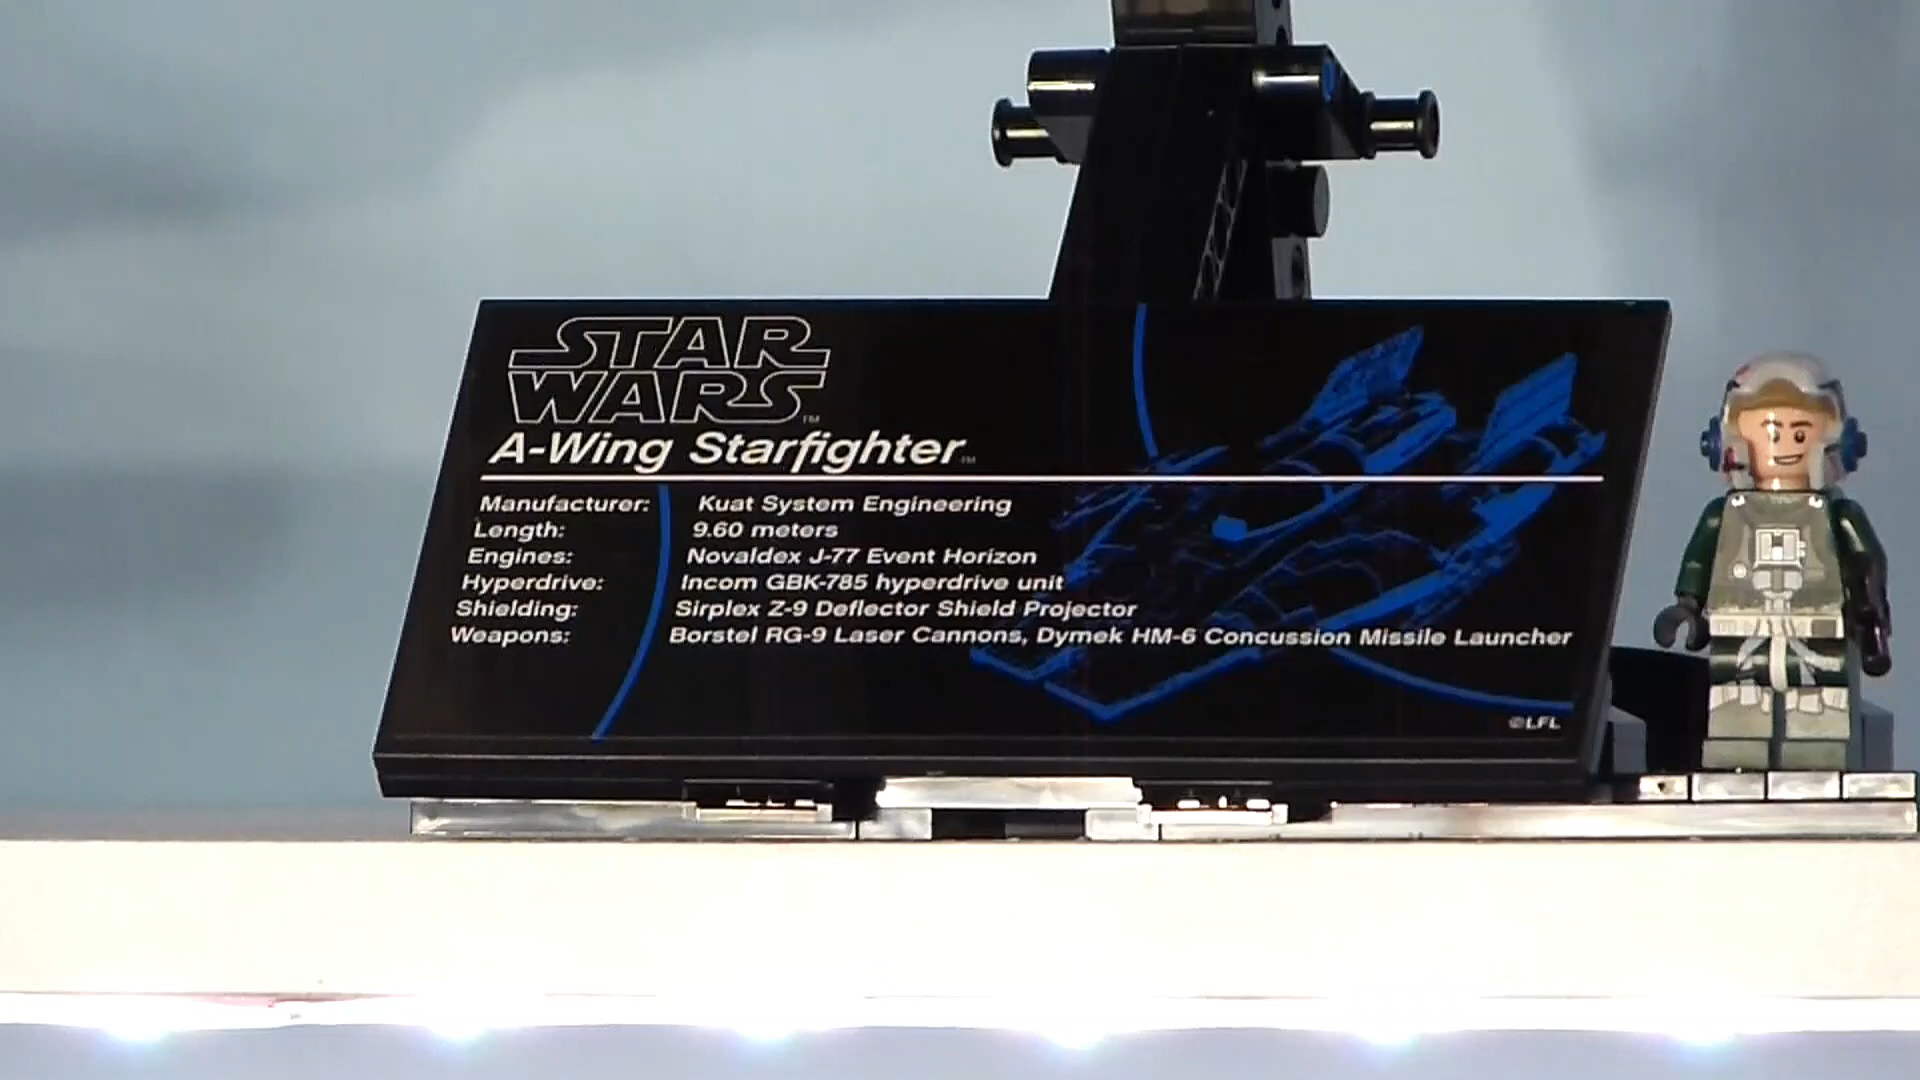 STAR
WARS™
A-Wing Starfighter™
Manufacturer: Kuat System Engineering
Length: 9.60 meters
Engines: Novaldex J-77 Event Horizon
Hyperdrive: Incom GBK-785 hyperdrive unit
Shielding: Sirplex Z-9 Deflector Shield Projector
Weapons: Borstel RG-9 Laser Cannons, Dymek HM-6 Concussion Missile Launcher
©LFL